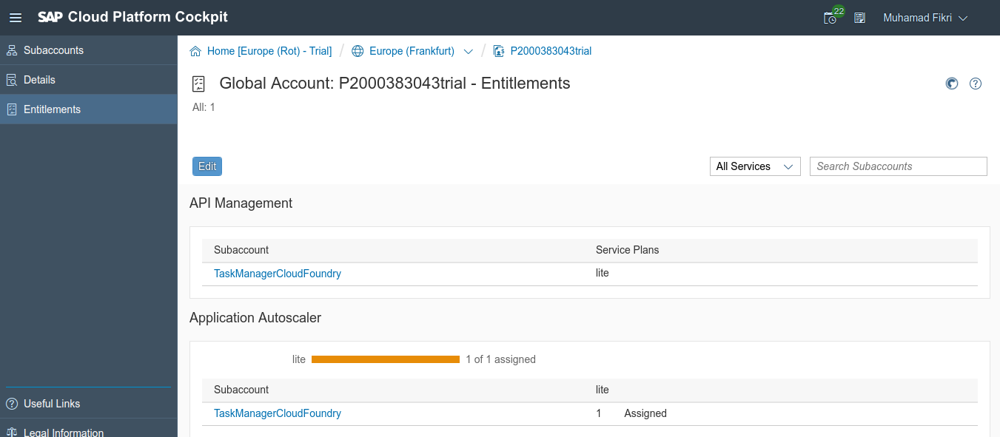 SAP Cloud Platform Cockpit
22
Muhamad Fikri
Subaccounts
Details
Entitlements
Useful Links
Legal Information
Home [Europe (Rot) - Trial] / Europe (Frankfurt) / P2000383043trial
Global Account: P2000383043trial - Entitlements
All: 1
Edit
All Services
Search Subaccounts
API Management
Subaccount Service Plans
TaskManagerCloudFoundry lite
Application Autoscaler
lite 1 of 1 assigned
Subaccount lite
TaskManagerCloudFoundry 1 Assigned